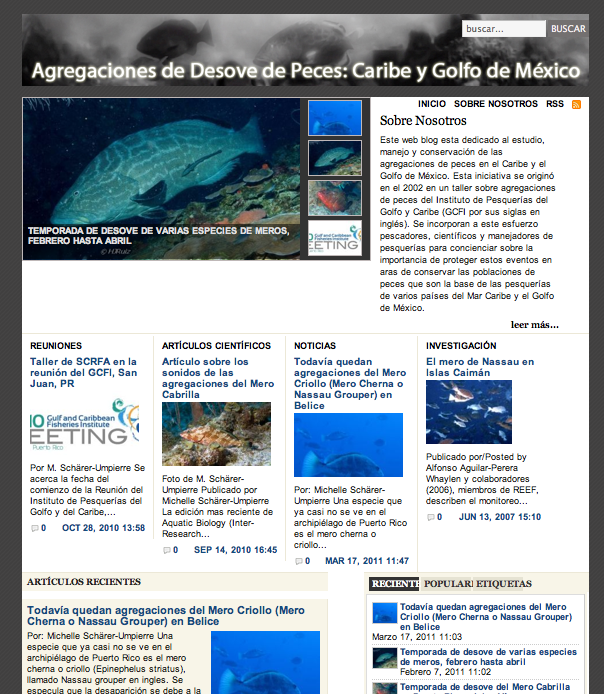 buscar...
BUSCAR
Agregaciones de Desove de Peces: Caribe y Golfo de México
INICIO SOBRE NOSOTROS RSS
TEMPORADA DE DESOVE DE VARIAS ESPECIES DE MEROS,
FEBRERO HASTA ABRIL
© HJRuiz
Gulf and Caribbean
Fisheries Institute
EETING
Sobre Nosotros
Este web blog esta dedicado al estudio,
manejo y conservación de las
agregaciones de peces en el Caribe y el
Golfo de México. Esta iniciativa se originó
en el 2002 en un taller sobre agregaciones
de peces del Instituto de Pesquerías del
Golfo y Caribe (GCFI por sus siglas en
inglés). Se incorporan a este esfuerzo
pescadores, científicos y manejadores de
pesquerías para concienciar sobre la
importancia de proteger estos eventos en
aras de conservar las poblaciones de
peces que son la base de las pesquerías
de varios países del Mar Caribe y el Golfo
de México.
leer más...
REUNIONES
Taller de SCRFA en la
reunión del GCFI, San
Juan, PR
10 Gulf and Caribbean
Fisheries Institute
EETING
Puerto Rico
Por M. Schärer-Umpierre Se
acerca la fecha del
comienzo de la Reunión del
Instituto de Pesquerías del
Golfo y del Caribe,...
0 OCT 28, 2010 13:58
ARTÍCULOS CIENTÍFICOS
Artículo sobre los
sonidos de las
agregaciones del Mero
Cabrilla
Foto de M. Schärer-
Umpierre Publicado por
Michelle Schärer-Umpierre
La edición mas reciente de
Aquatic Biology (Inter-
Research...
0 SEP 14, 2010 16:45
NOTICIAS
Todavía quedan
agregaciones del Mero
Criollo (Mero Cherna o
Nassau Grouper) en
Belice
Por: Michelle Schärer-
Umpierre Una especie que
ya casi no se ve en el
archipiélago de Puerto Rico
es el mero cherna o
criollo...
0 MAR 17, 2011 11:47
INVESTIGACIÓN
El mero de Nassau en
Islas Caimán
Publicado por/Posted by
Alfonso Aguilar-Perera
Whaylen y colaboradores
(2006), miembros de REEF,
describen el monitoreo...
0 JUN 13, 2007 15:10
ARTÍCULOS RECIENTES
Todavía quedan agregaciones del Mero Criollo (Mero
Cherna o Nassau Grouper) en Belice
Por: Michelle Schärer-Umpierre Una
especie que ya casi no se ve en el
archipiélago de Puerto Rico es el mero
cherna o criollo (Epinephelus striatus),
llamado Nassau grouper en ingles. Se
especula que la desaparición se debe a la
RECIENTE POPULAR ETIQUETAS
Todavía quedan agregaciones del Mero
Criollo (Mero Cherna o Nassau Grouper)
en Belice
Marzo 17, 2011 11:03
Temporada de desove de varias especies
de meros, febrero hasta abril
Febrero 7, 2011 11:02
Temporada de desove del Mero Cabrilla